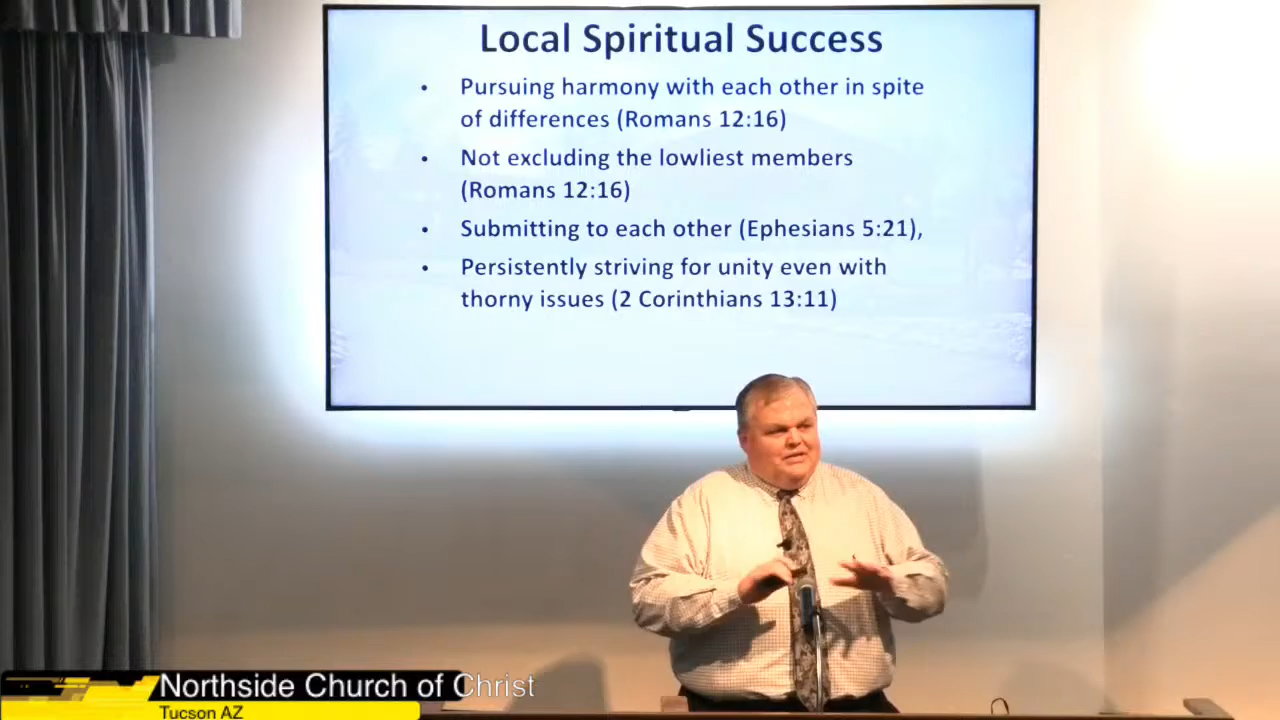 Local Spiritual Success
• Pursuing harmony with each other in spite
of differences (Romans 12:16)
• Not excluding the lowliest members
(Romans 12:16)
• Submitting to each other (Ephesians 5:21),
• Persistently striving for unity even with
thorny issues (2 Corinthians 13:11)
Northside Church of Christ
Tucson AZ